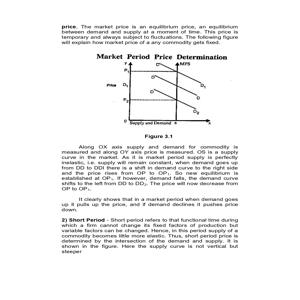 price. The market price is an equilibrium price, an equilibrium
between demand and supply at a moment of time. This price is
temporary and always subject to fluctuations. The following figure
will explain how market price of a any commodity gets fixed.
Market Period Price Determination
Y
MPS
P₁
D
D
Price
D₁
D
P₂
D
O
Supply and Demand
X
Figure 3.1
Along OX axis supply and demand for commodity is
measured and along OY axis price is measured. OS is a supply
curve in the market. As it is market period supply is perfectly
inelastic, i.e. supply will remain constant, when demand goes up
from DD to DDI there is a shift in demand curve to the right side
and the price rises from OP to OP₁. So new equilibrium is
established at OP₁. If however, demand falls, the demand curve
shifts to the left from DD to DD₂. The price will now decrease from
OP to OP₂.
It clearly shows that in a market period when demand goes
up it pulls up the price, and if demand declines it pushes price
down.
2) Short Period - Short period refers to that functional time during
which a firm cannot change its fixed factors of production but
variable factors can be changed. Hence, in this period supply of a
commodity becomes little more elastic. Thus, short period price is
determined by the intersection of the demand and supply. It is
shown in the figure. Here the supply curve is not vertical but
steeper